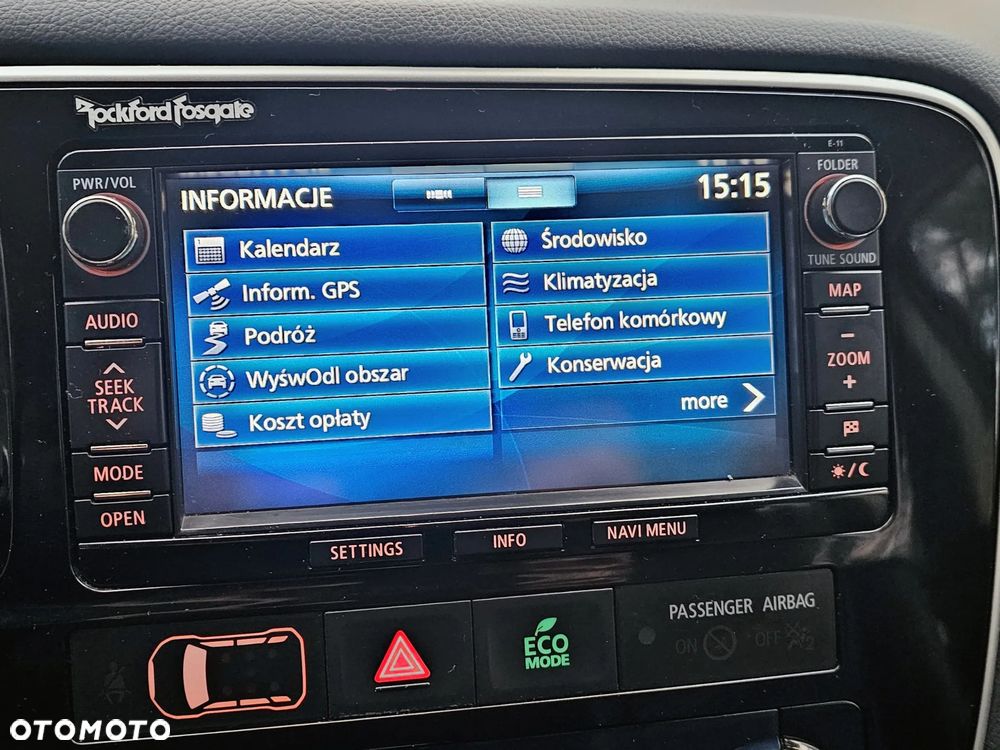 Rockford Fosgate
E-11
PWR/VOL
FOLDER
INFORMACJE
15:15
Kalendarz
Inform. GPS
Podróż
WyśwOdl obszar
Koszt opłaty
Środowisko
Klimatyzacja
Telefon komórkowy
Konserwacja
more
TUNE SOUND
AUDIO
SEEK
TRACK
MODE
OPEN
MAP
ZOOM
SETTINGS
INFO
NAVI MENU
PASSENGER AIRBAG
ON
OFF
2
ECO
MODE
OTOMOTO